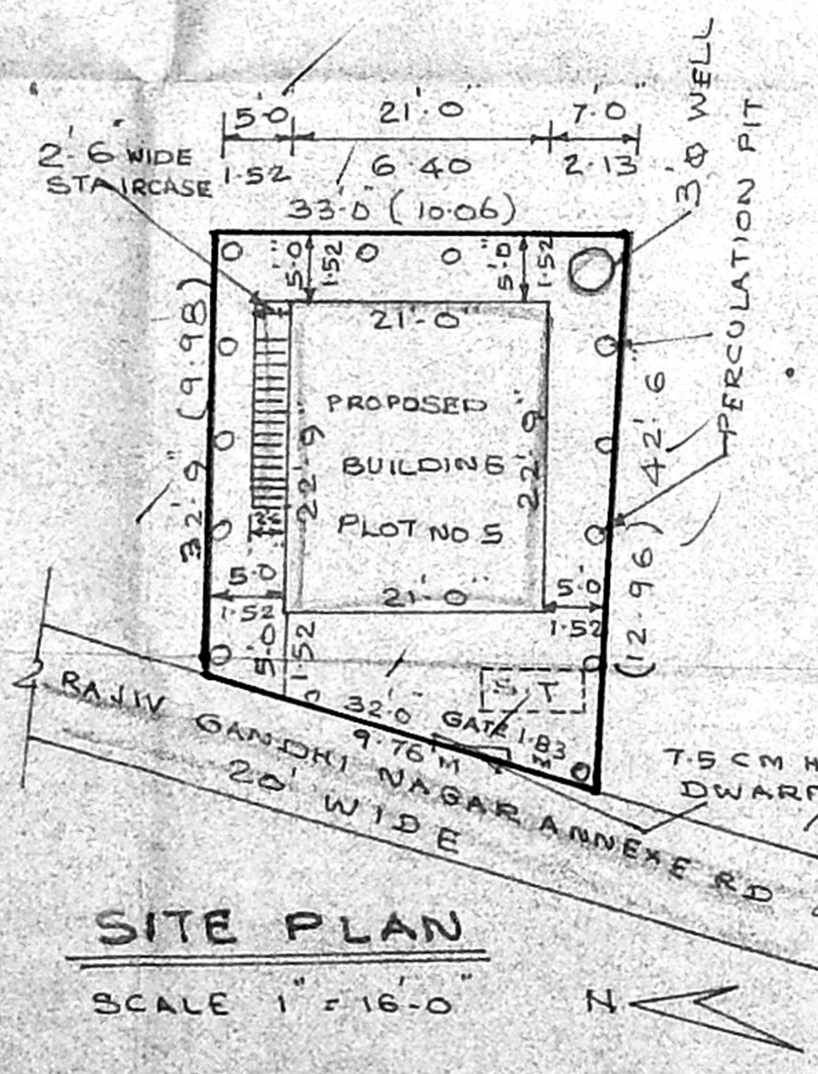 5'-0" 21'-0" 7'-0"
1·52 6·40 2·13
2'-6" WIDE
STAIRCASE
33'-0" (10·06)
3'Ø WELL
PERCULATION PIT
5'-0" 1·52
5'-0" 1·52
21'-0"
32'-9" (9·98)
22'-9"
PROPOSED
BUILDING
PLOT NO 5
22'-9"
42'-6"
(12·96)
21'-0"
5'-0
1·52
5'-0"
1·52
5'-0 1·52
S.T
32'-0"
9·76 M
GATE 1·83
M
RAJIV GANDHI NAGAR ANNEXE RD
20' WIDE
7·5 CM H
DWARF
SITE PLAN
SCALE 1" = 16'-0"
N